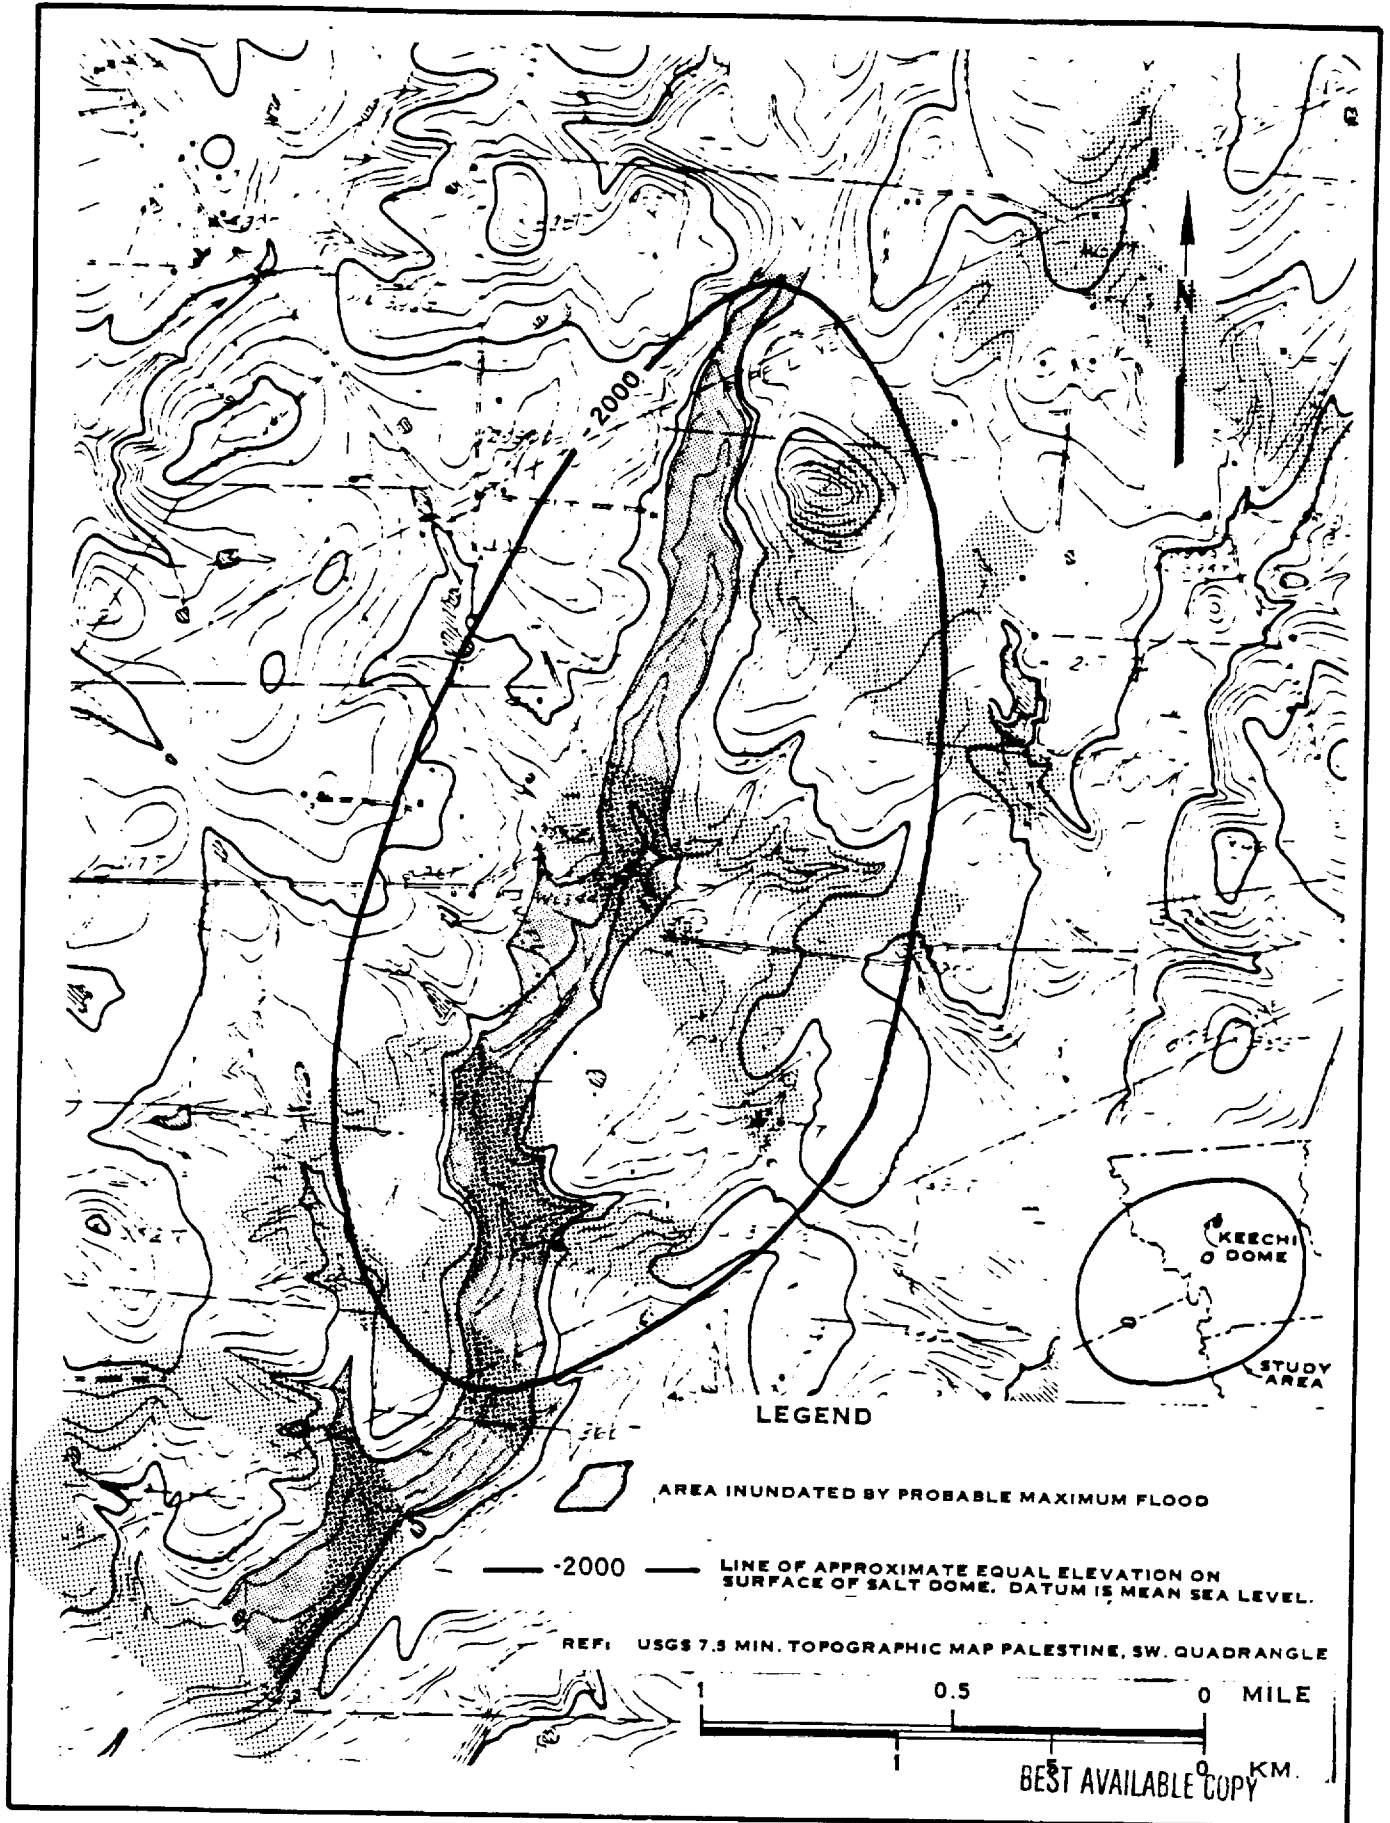 N
- 2000
KEECHI
DOME
STUDY
AREA
LEGEND
AREA INUNDATED BY PROBABLE MAXIMUM FLOOD
-2000
LINE OF APPROXIMATE EQUAL ELEVATION ON
SURFACE OF SALT DOME. DATUM IS MEAN SEA LEVEL.
REF: USGS 7.5 MIN. TOPOGRAPHIC MAP PALESTINE, SW. QUADRANGLE
1 0.5 0 MILE
1 .5 0 KM.
BEST AVAILABLE COPY